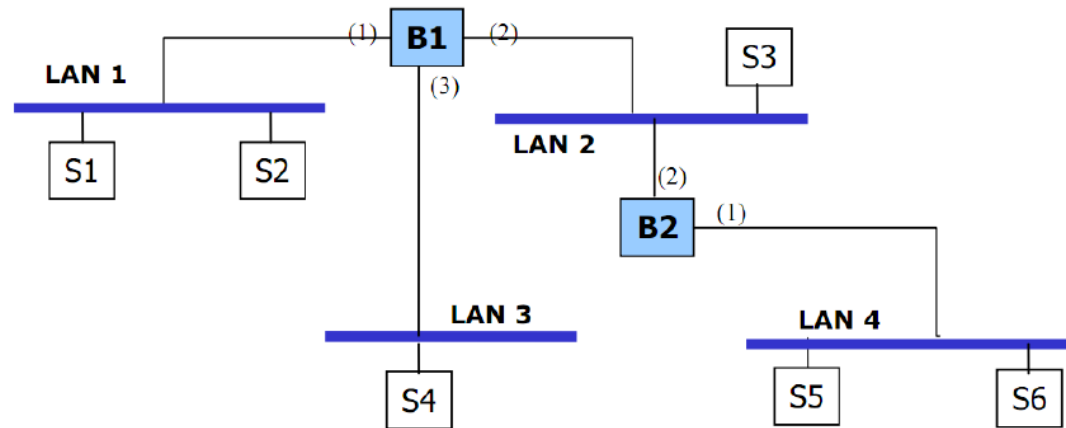 (1) B1 (2)
S3
LAN 1
(3)
LAN 2
S1 S2
(2)
B2 (1)
LAN 3
LAN 4
S4
S5 S6